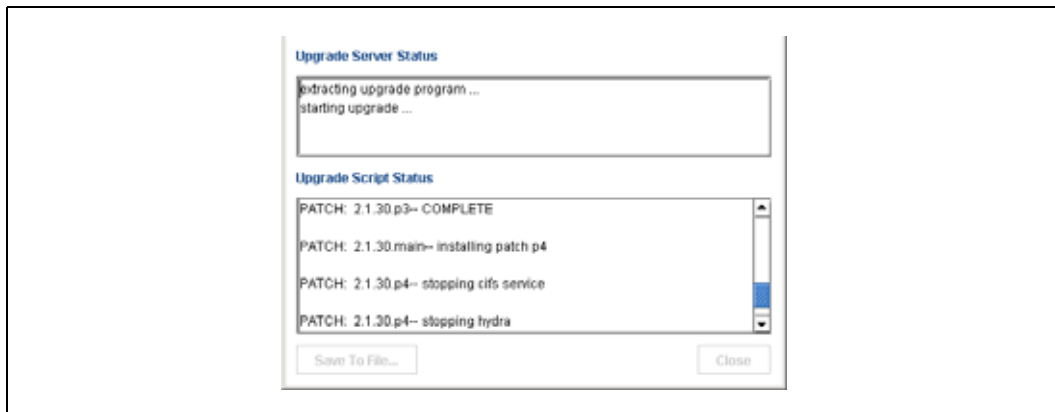 Upgrade Server Status
extracting upgrade program ...
starting upgrade ...
Upgrade Script Status
PATCH: 2.1.30.p3-- COMPLETE
PATCH: 2.1.30.main-- installing patch p4
PATCH: 2.1.30.p4-- stopping cifs service
PATCH: 2.1.30.p4-- stopping hydra
Save To File...
Close